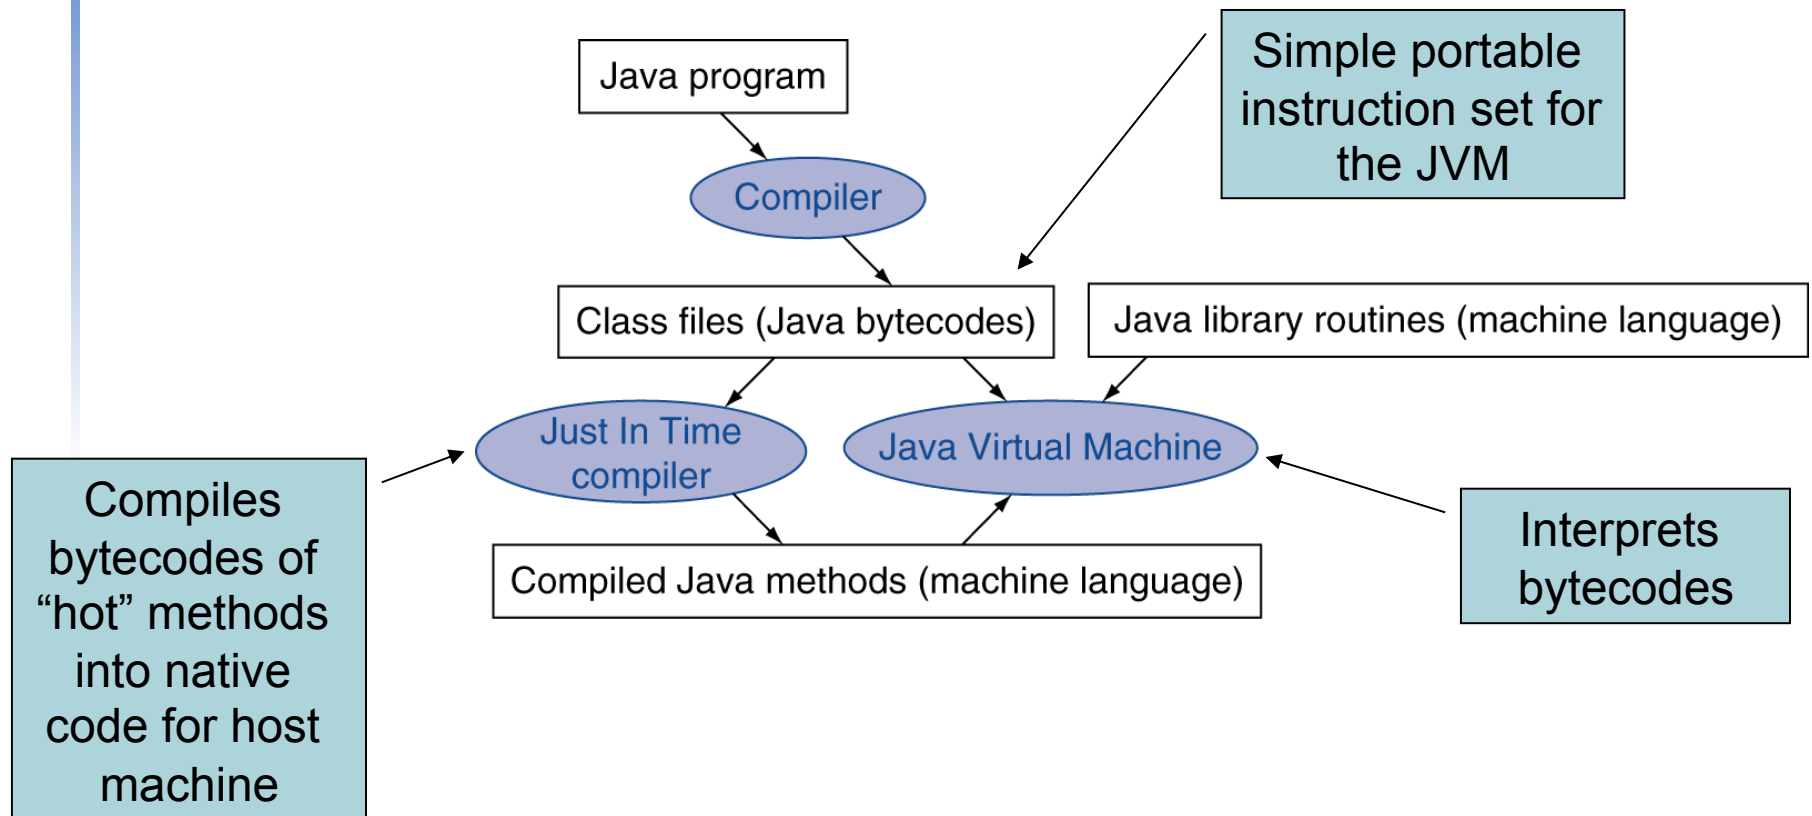 Java program
Simple portable
instruction set for
the JVM
Compiler
Class files (Java bytecodes)
Java library routines (machine language)
Just In Time
compiler
Java Virtual Machine
Compiles
bytecodes of
“hot” methods
into native
code for host
machine
Compiled Java methods (machine language)
Interprets
bytecodes